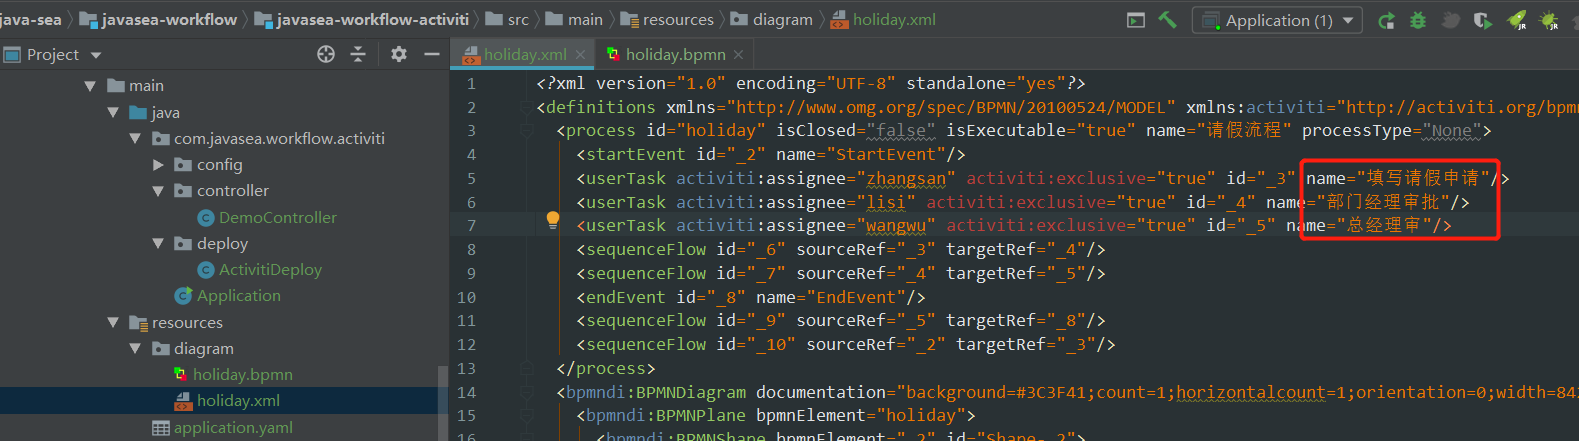 java-sea javasea-workflow javasea-workflow-activiti src main resources diagram holiday.xml Application (1)
Project holiday.xml holiday.bpmn
main
java
com.javasea.workflow.activiti
config
controller
DemoController
deploy
ActivitiDeploy
Application
resources
diagram
holiday.bpmn
holiday.xml
application.yaml
1 <?xml version="1.0" encoding="UTF-8" standalone="yes"?>
2 <definitions xmlns="http://www.omg.org/spec/BPMN/20100524/MODEL" xmlns:activiti="http://activiti.org/bpmn
3 <process id="holiday" isClosed="false" isExecutable="true" name="请假流程" processType="None">
4 <startEvent id="_2" name="StartEvent"/>
5 <userTask activiti:assignee="zhangsan" activiti:exclusive="true" id="_3" name="填写请假申请"/>
6 <userTask activiti:assignee="lisi" activiti:exclusive="true" id="_4" name="部门经理审批"/>
7 <userTask activiti:assignee="wangwu" activiti:exclusive="true" id="_5" name="总经理审"/>
8 <sequenceFlow id="_6" sourceRef="_3" targetRef="_4"/>
9 <sequenceFlow id="_7" sourceRef="_4" targetRef="_5"/>
10 <endEvent id="_8" name="EndEvent"/>
11 <sequenceFlow id="_9" sourceRef="_5" targetRef="_8"/>
12 <sequenceFlow id="_10" sourceRef="_2" targetRef="_3"/>
13 </process>
14 <bpmndi:BPMNDiagram documentation="background=#3C3F41;count=1;horizontalcount=1;orientation=0;width=842
15 <bpmndi:BPMNPlane bpmnElement="holiday">
16 <bpmndi:BPMNShape bpmnElement="_2" id="Shape-_2">